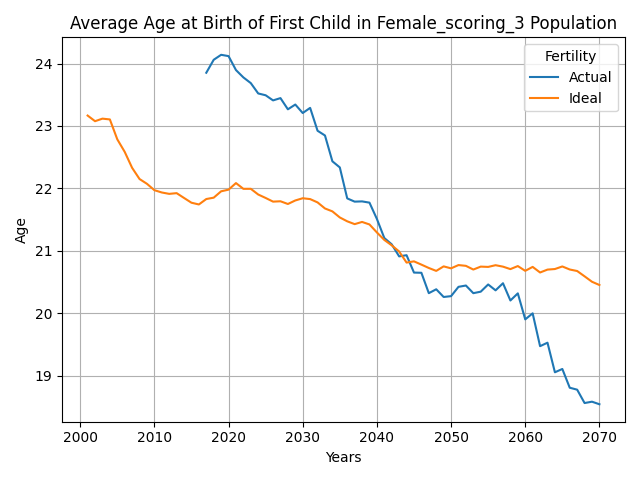 Average Age at Birth of First Child in Female_scoring_3 Population
Fertility
Actual
Ideal
Age
24
23
22
21
20
19
2000 2010 2020 2030 2040 2050 2060 2070
Years